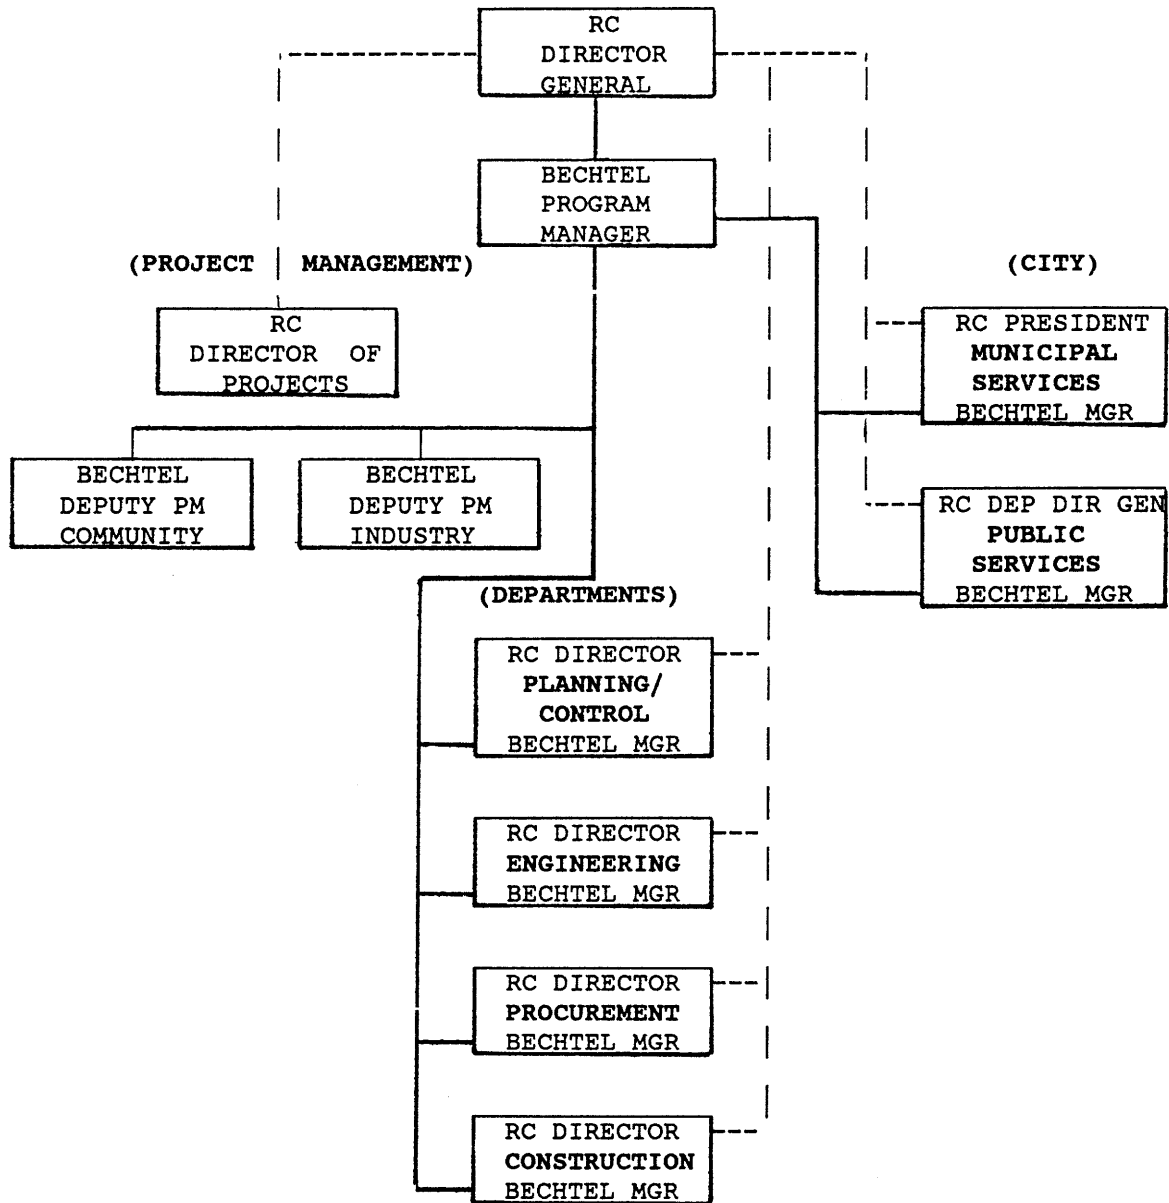 RC
DIRECTOR
GENERAL
BECHTEL
PROGRAM
MANAGER
(PROJECT MANAGEMENT)
(CITY)
RC
DIRECTOR OF
PROJECTS
RC PRESIDENT
MUNICIPAL
SERVICES
BECHTEL MGR
BECHTEL
DEPUTY PM
COMMUNITY
BECHTEL
DEPUTY PM
INDUSTRY
RC DEP DIR GEN
PUBLIC
SERVICES
BECHTEL MGR
(DEPARTMENTS)
RC DIRECTOR
PLANNING/
CONTROL
BECHTEL MGR
RC DIRECTOR
ENGINEERING
BECHTEL MGR
RC DIRECTOR
PROCUREMENT
BECHTEL MGR
RC DIRECTOR
CONSTRUCTION
BECHTEL MGR